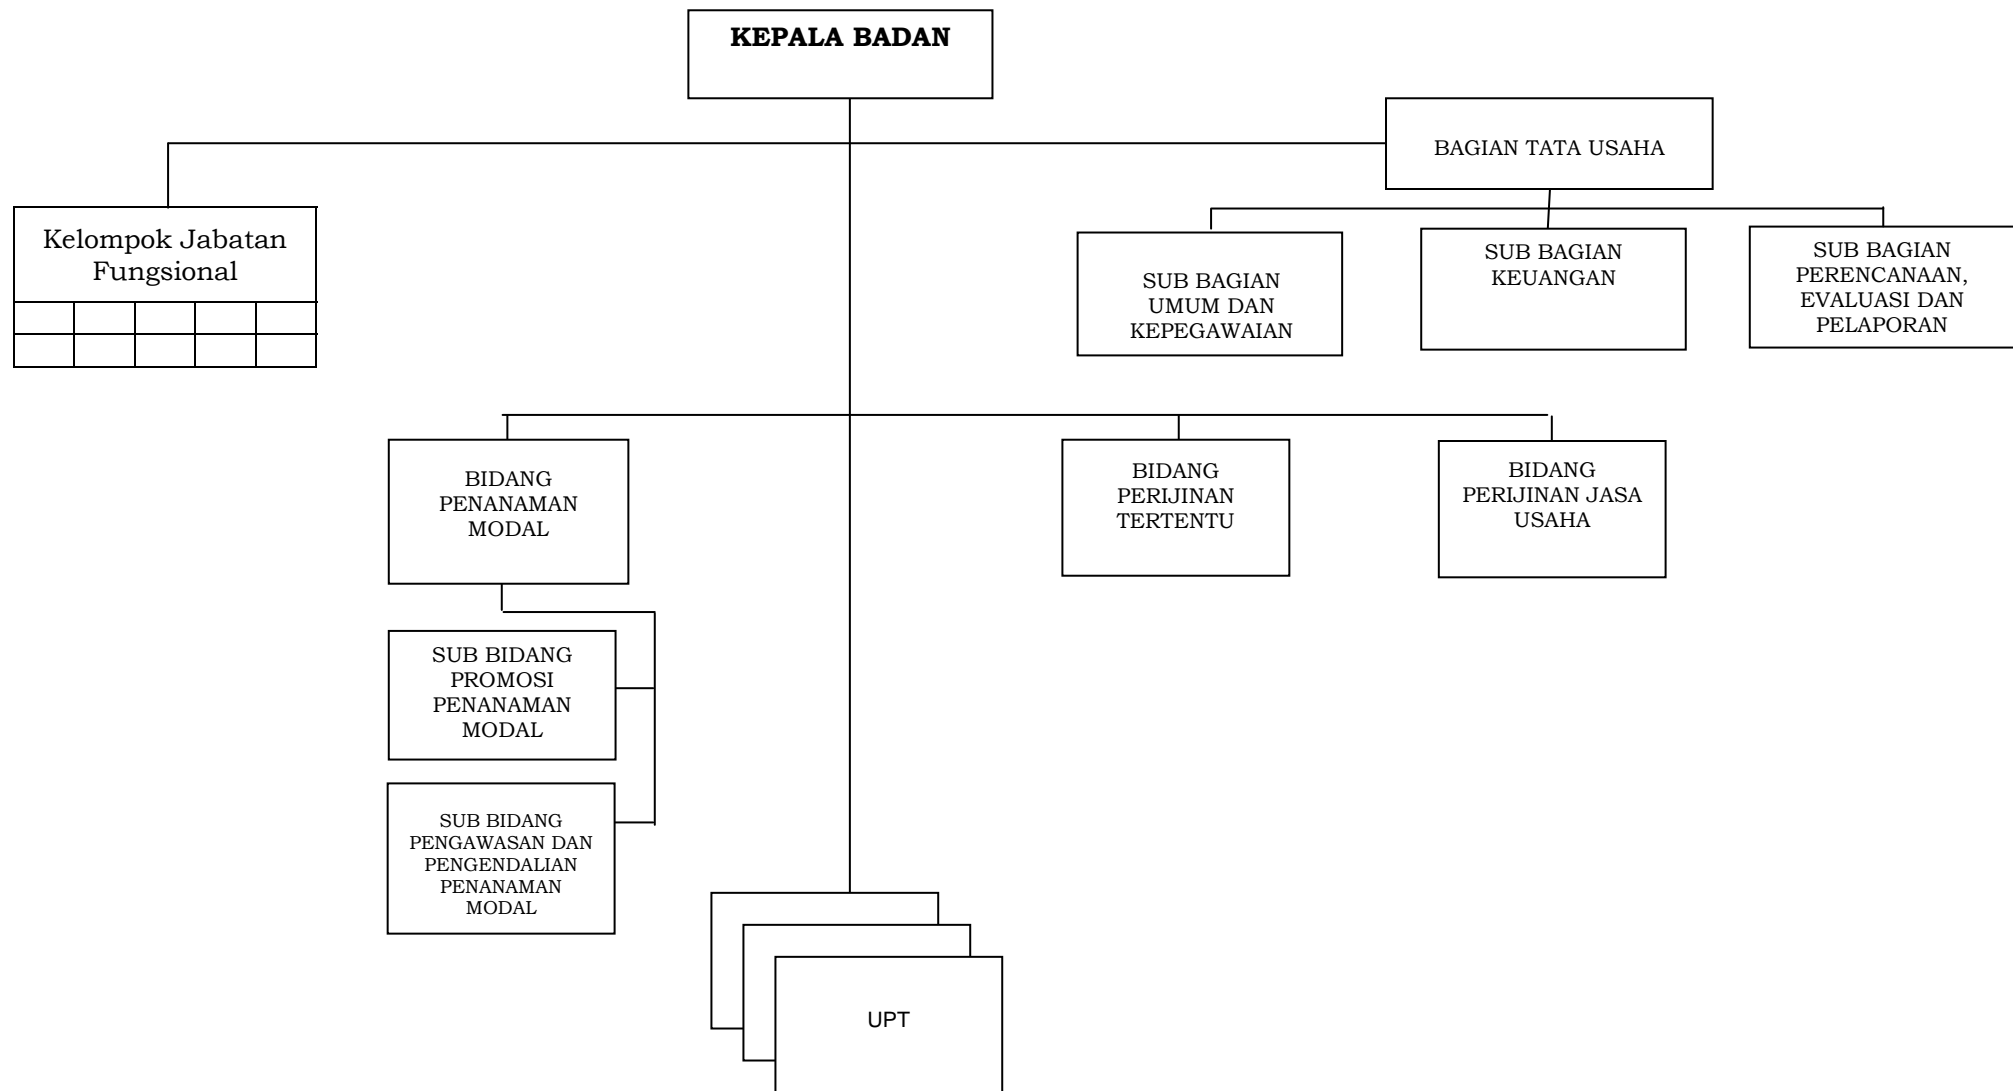 KEPALA BADAN
BAGIAN TATA USAHA
Kelompok Jabatan
Fungsional
SUB BAGIAN
UMUM DAN
KEPEGAWAIAN
SUB BAGIAN
KEUANGAN
SUB BAGIAN
PERENCANAAN,
EVALUASI DAN
PELAPORAN
BIDANG
PENANAMAN
MODAL
BIDANG
PERIJINAN
TERTENTU
BIDANG
PERIJINAN JASA
USAHA
SUB BIDANG
PROMOSI
PENANAMAN
MODAL
SUB BIDANG
PENGAWASAN DAN
PENGENDALIAN
PENANAMAN
MODAL
UPT